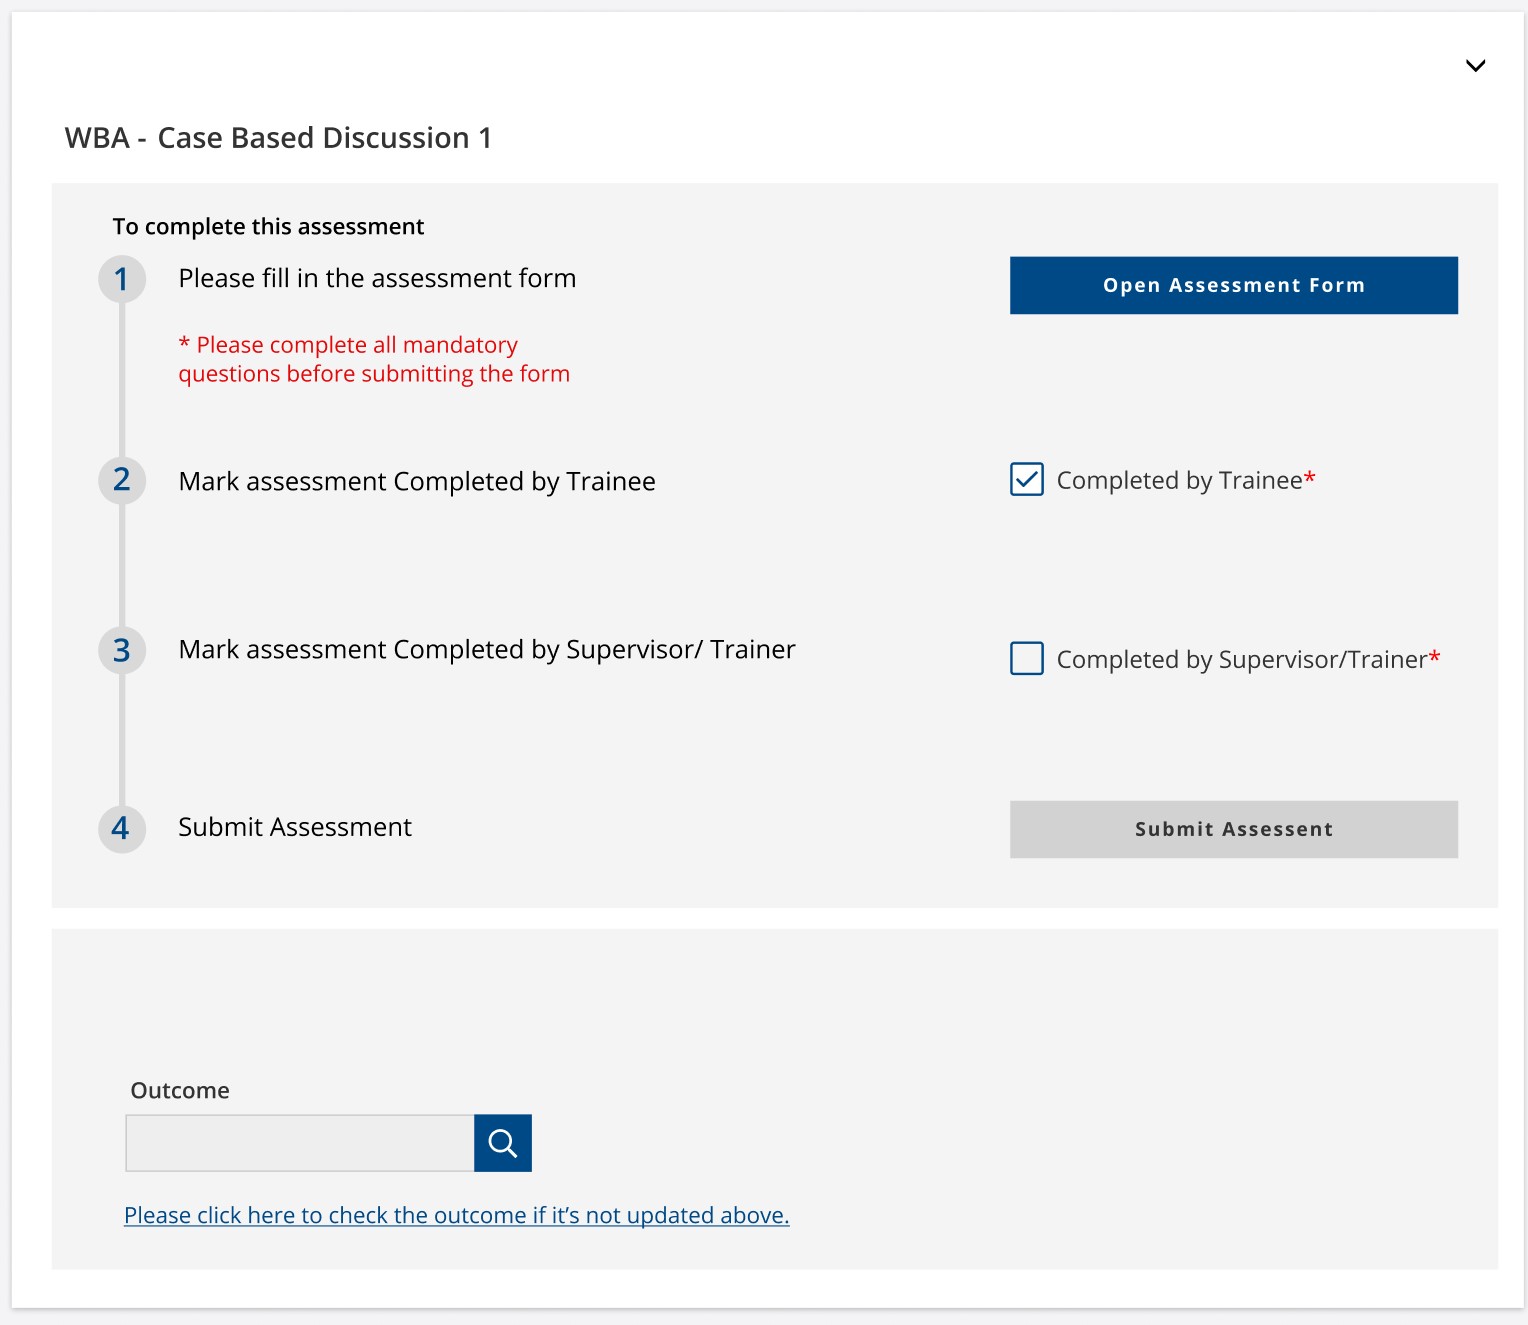 WBA - Case Based Discussion 1
To complete this assessment
1 Please fill in the assessment form
Open Assessment Form
* Please complete all mandatory
questions before submitting the form
2 Mark assessment Completed by Trainee
Completed by Trainee*
3 Mark assessment Completed by Supervisor/ Trainer
Completed by Supervisor/Trainer*
4 Submit Assessment
Submit Assessent
Outcome
Please click here to check the outcome if it’s not updated above.